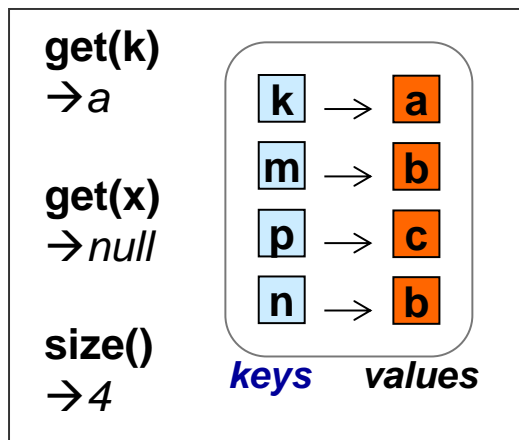 get(k)
→a
get(x)
→null
size()
→4
k → a
m → b
p → c
n → b
keys values